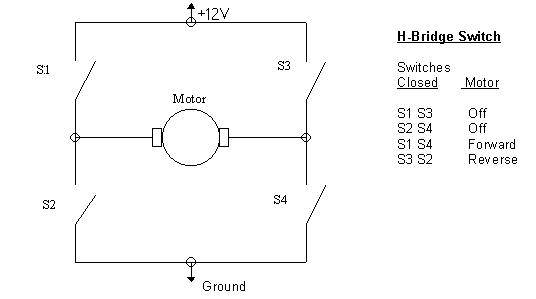 +12V
S1
S3
Motor
S2
S4
Ground
H-Bridge Switch
Switches
Closed Motor
S1 S3 Off
S2 S4 Off
S1 S4 Forward
S3 S2 Reverse